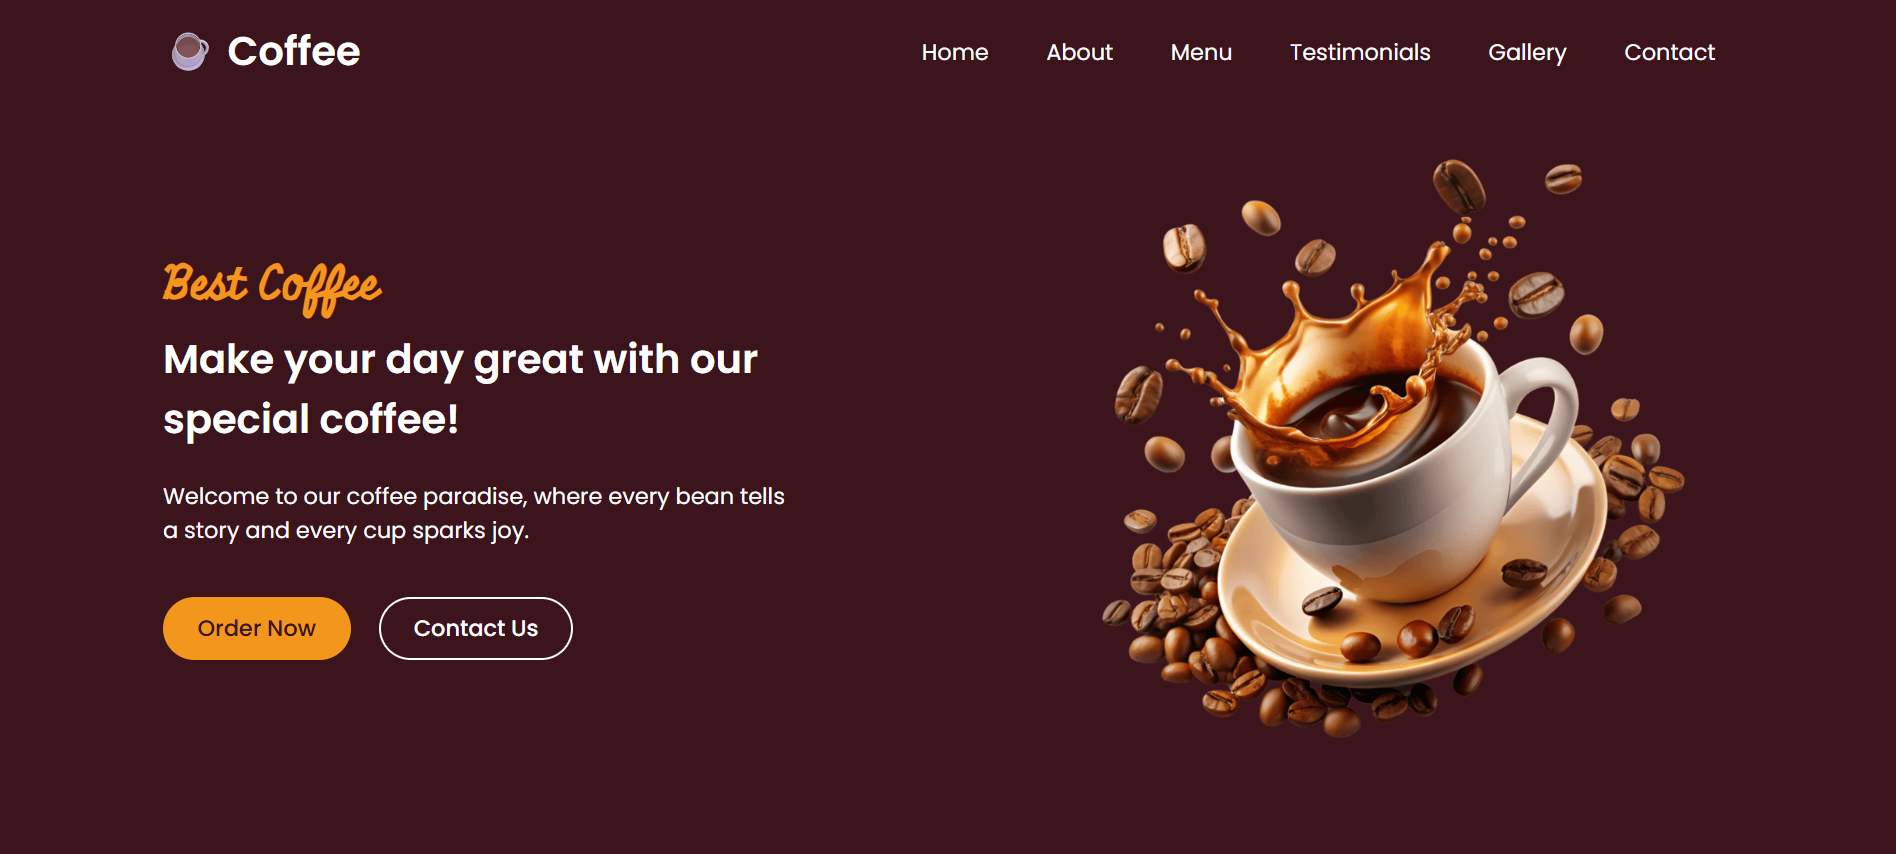 Coffee
Home About Menu Testimonials Gallery Contact
Best Coffee
Make your day great with our
special coffee!
Welcome to our coffee paradise, where every bean tells
a story and every cup sparks joy.
Order Now Contact Us